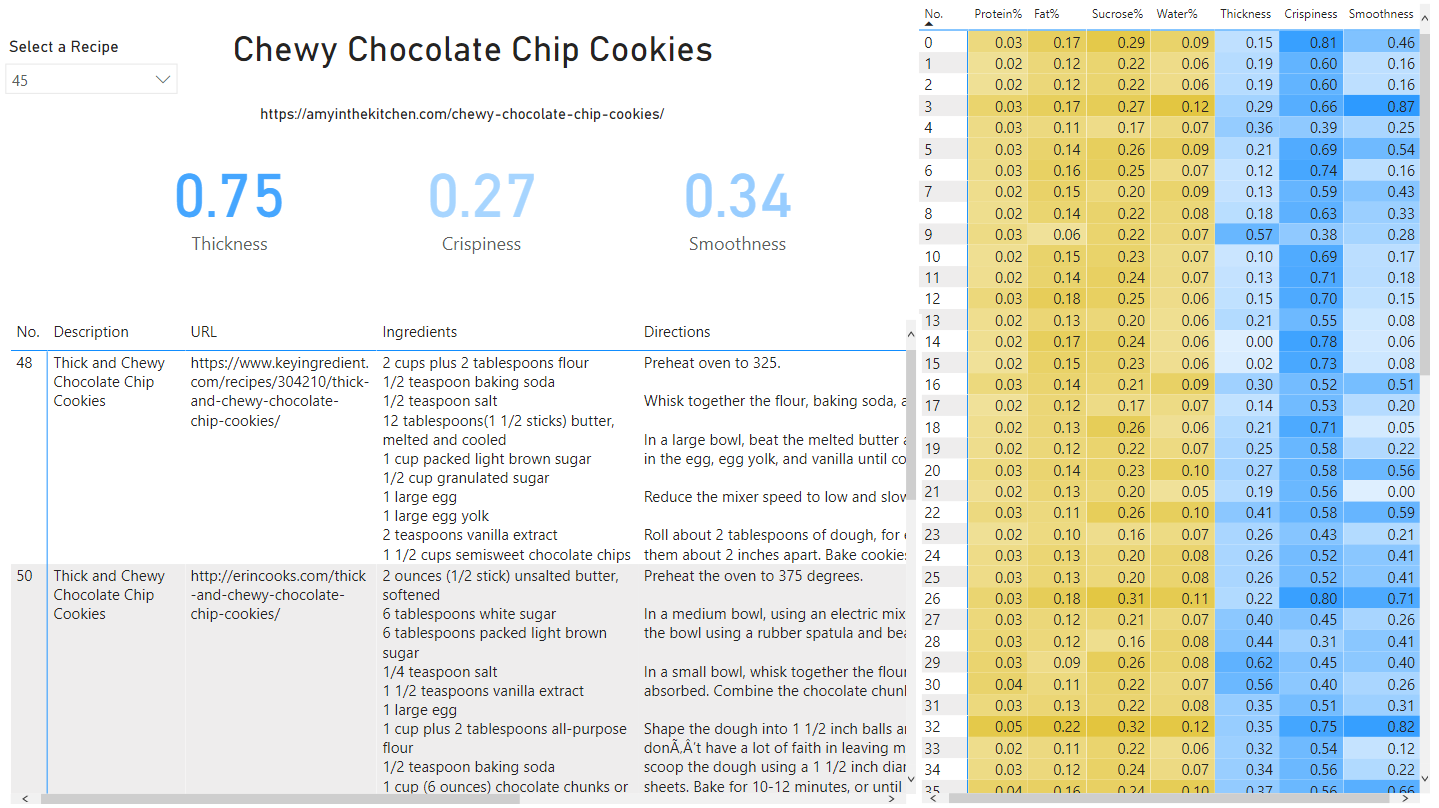 Select a Recipe
45
Chewy Chocolate Chip Cookies
https://amyinthekitchen.com/chewy-chocolate-chip-cookies/
0.75 0.27 0.34
Thickness Crispiness Smoothness
No. Description URL Ingredients Directions
48 Thick and Chewy https://www.keyingredient. 2 cups plus 2 tablespoons flour Preheat oven to 325.
Chocolate Chip com/recipes/304210/thick- 1/2 teaspoon baking soda
Cookies and-chewy-chocolate- 1/2 teaspoon salt Whisk together the flour, baking soda, a
chip-cookies/ 12 tablespoons(1 1/2 sticks) butter,
melted and cooled In a large bowl, beat the melted butter a
1 cup packed light brown sugar in the egg, egg yolk, and vanilla until co
1/2 cup granulated sugar
1 large egg Reduce the mixer speed to low and slow
1 large egg yolk
2 teaspoons vanilla extract Roll about 2 tablespoons of dough, for e
1 1/2 cups semisweet chocolate chips them about 2 inches apart. Bake cookies
50 Thick and Chewy http://erincooks.com/thick 2 ounces (1/2 stick) unsalted butter, Preheat the oven to 375 degrees.
Chocolate Chip -and-chewy-chocolate- softened
Cookies chip-cookies/ 6 tablespoons white sugar In a medium bowl, using an electric mix
6 tablespoons packed light brown the bowl using a rubber spatula and bea
sugar
1/4 teaspoon salt In a small bowl, whisk together the flour
1 1/2 teaspoons vanilla extract absorbed. Combine the chocolate chunk
1 large egg
1 cup plus 2 tablespoons all-purpose Shape the dough into 1 1/2 inch balls a
flour donÃ‚Â't have a lot of faith in leaving m
1/2 teaspoon baking soda scoop the dough using a 1 1/2 inch diar
1 cup (6 ounces) chocolate chunks or sheets. Bake for 10-12 minutes, or until
No. Protein% Fat% Sucrose% Water% Thickness Crispiness Smoothness
0 0.03 0.17 0.29 0.09 0.15 0.81 0.46
1 0.02 0.12 0.22 0.06 0.19 0.60 0.16
2 0.02 0.12 0.22 0.06 0.19 0.60 0.16
3 0.03 0.17 0.27 0.12 0.29 0.66 0.87
4 0.03 0.11 0.17 0.07 0.36 0.39 0.25
5 0.03 0.14 0.26 0.09 0.21 0.69 0.54
6 0.03 0.16 0.25 0.07 0.12 0.74 0.16
7 0.02 0.15 0.20 0.09 0.13 0.59 0.43
8 0.02 0.14 0.22 0.08 0.18 0.63 0.33
9 0.03 0.06 0.22 0.07 0.57 0.38 0.28
10 0.02 0.15 0.23 0.07 0.10 0.69 0.17
11 0.02 0.14 0.24 0.07 0.13 0.71 0.18
12 0.03 0.18 0.25 0.06 0.15 0.70 0.15
13 0.02 0.13 0.20 0.06 0.21 0.55 0.08
14 0.02 0.17 0.24 0.06 0.00 0.78 0.06
15 0.02 0.15 0.23 0.06 0.02 0.73 0.08
16 0.03 0.14 0.21 0.09 0.30 0.52 0.51
17 0.02 0.12 0.17 0.07 0.14 0.53 0.20
18 0.02 0.13 0.26 0.06 0.21 0.71 0.05
19 0.02 0.12 0.22 0.07 0.25 0.58 0.22
20 0.03 0.14 0.23 0.10 0.27 0.58 0.56
21 0.02 0.13 0.20 0.05 0.19 0.56 0.00
22 0.03 0.11 0.26 0.10 0.41 0.58 0.59
23 0.02 0.10 0.16 0.07 0.26 0.43 0.21
24 0.03 0.13 0.20 0.08 0.26 0.52 0.41
25 0.03 0.13 0.20 0.08 0.26 0.52 0.41
26 0.03 0.18 0.31 0.11 0.22 0.80 0.71
27 0.03 0.12 0.21 0.07 0.40 0.45 0.26
28 0.03 0.12 0.16 0.08 0.44 0.31 0.41
29 0.03 0.09 0.26 0.08 0.62 0.45 0.40
30 0.04 0.11 0.22 0.07 0.56 0.40 0.26
31 0.03 0.13 0.22 0.08 0.35 0.51 0.31
32 0.05 0.22 0.32 0.12 0.35 0.75 0.82
33 0.02 0.11 0.22 0.06 0.32 0.54 0.12
34 0.03 0.12 0.24 0.07 0.34 0.56 0.22
35 0.04 0.16 0.24 0.10 0.37 0.56 0.66